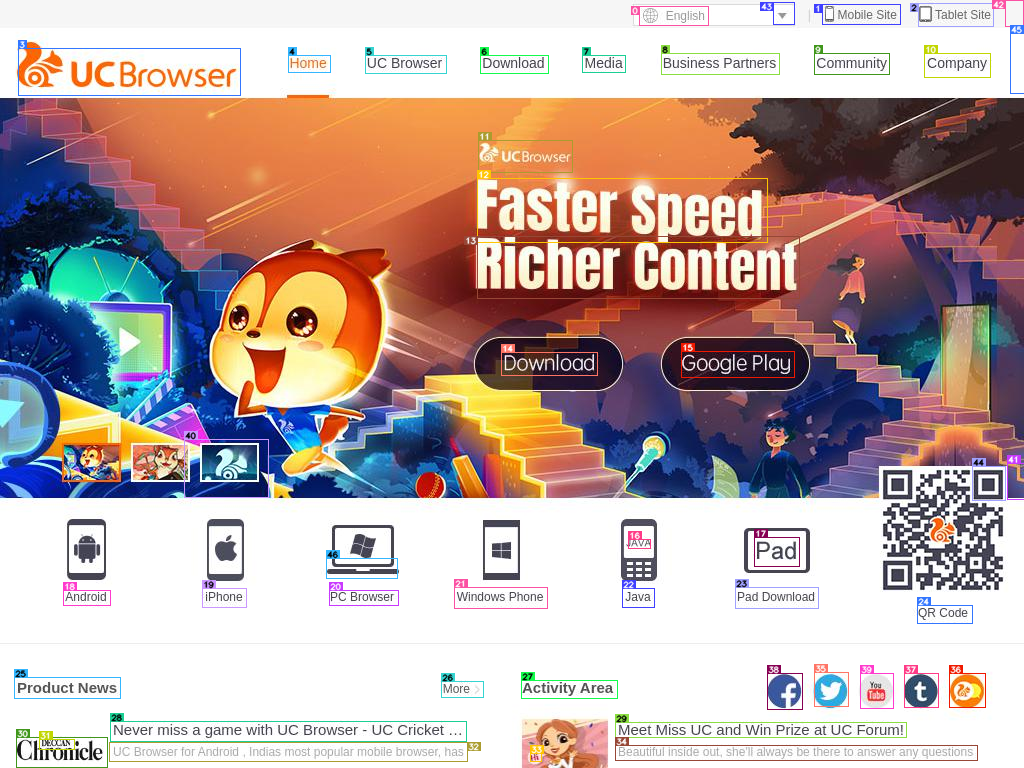 English
Mobile Site
Tablet Site
UC Browser
Home
UC Browser
Download
Media
Business Partners
Community
Company
UC Browser
Faster Speed
Richer Content
Download
Google Play
JAVA
Pad
Android
iPhone
PC Browser
Windows Phone
Java
Pad Download
QR Code
Product News
More
Activity Area
You
Tube
t
DECCAN
Chronicle
Never miss a game with UC Browser - UC Cricket …
UC Browser for Android , Indias most popular mobile browser, has
Hi
Meet Miss UC and Win Prize at UC Forum!
Beautiful inside out, she'll always be there to answer any questions
0
1
2
3
4
5
6
7
8
9
10
11
12
13
14
15
16
17
18
19
20
21
22
23
24
25
26
27
28
29
30
31
32
33
34
35
36
37
38
39
40
41
42
43
44
45
46